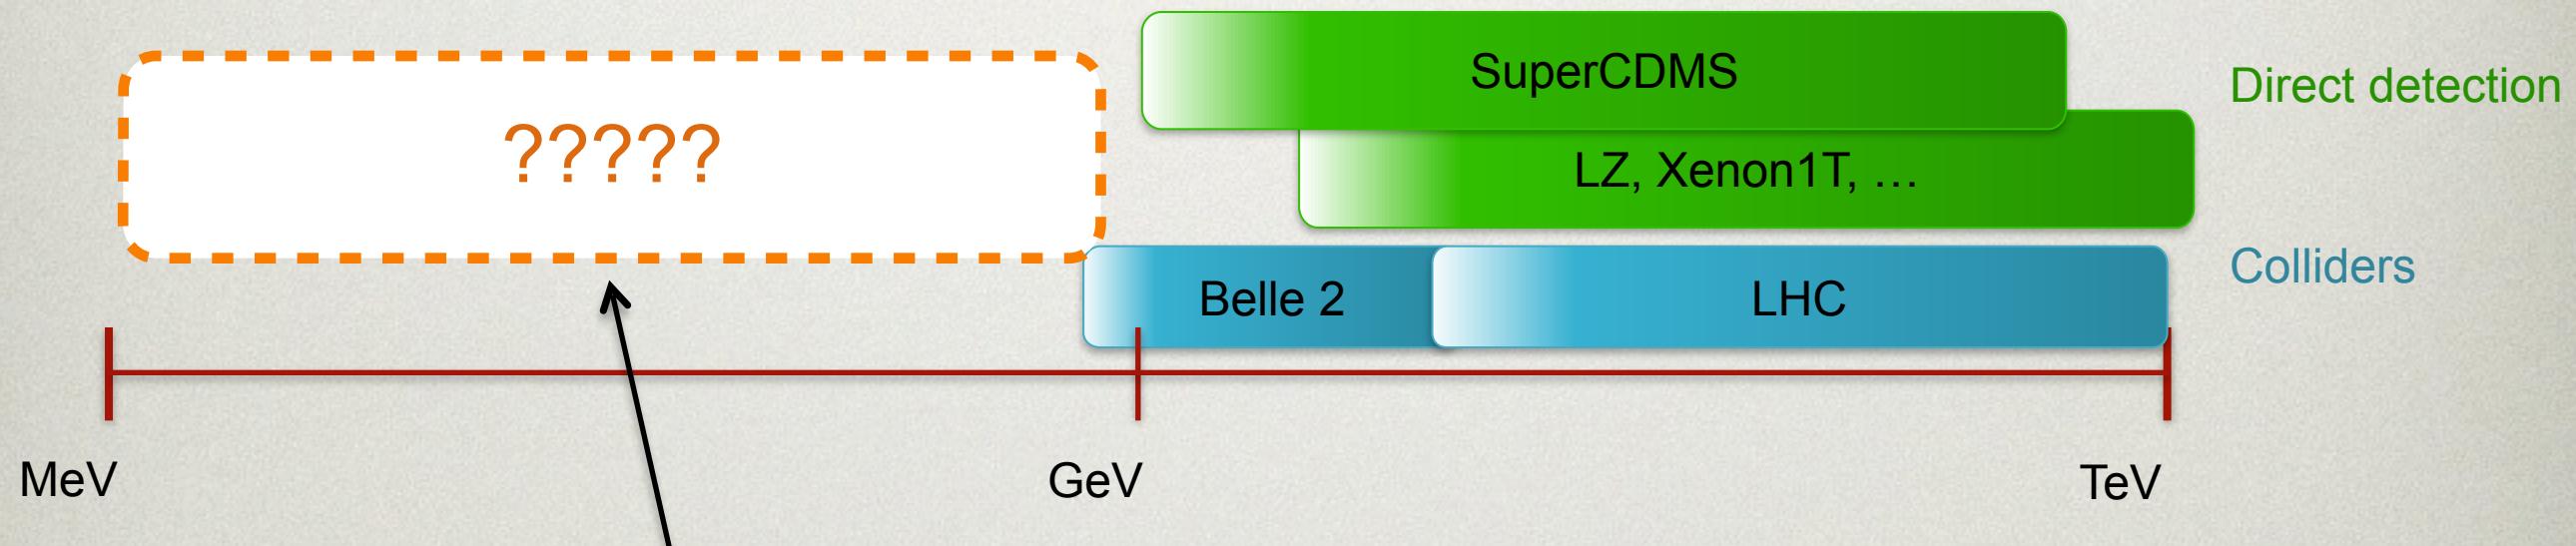 SuperCDMS
Direct detection
?????
LZ, Xenon1T, …
Colliders
Belle 2
LHC
MeV
GeV
TeV